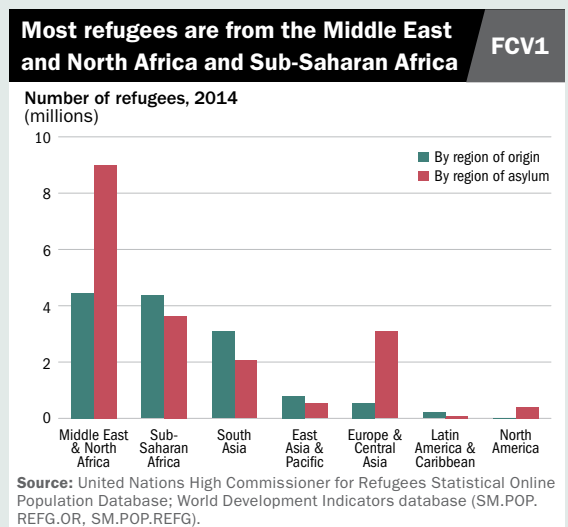 Most refugees are from the Middle East
and North Africa and Sub-Saharan Africa
FCV1
Number of refugees, 2014
(millions)
10
8
6
4
2
0
By region of origin
By region of asylum
Middle East
& North
Africa
Sub-
Saharan
Africa
South
Asia
East
Asia &
Pacific
Europe &
Central
Asia
Latin
America &
Caribbean
North
America
Source: United Nations High Commissioner for Refugees Statistical Online
Population Database; World Development Indicators database (SM.POP.
REFG.OR, SM.POP.REFG).